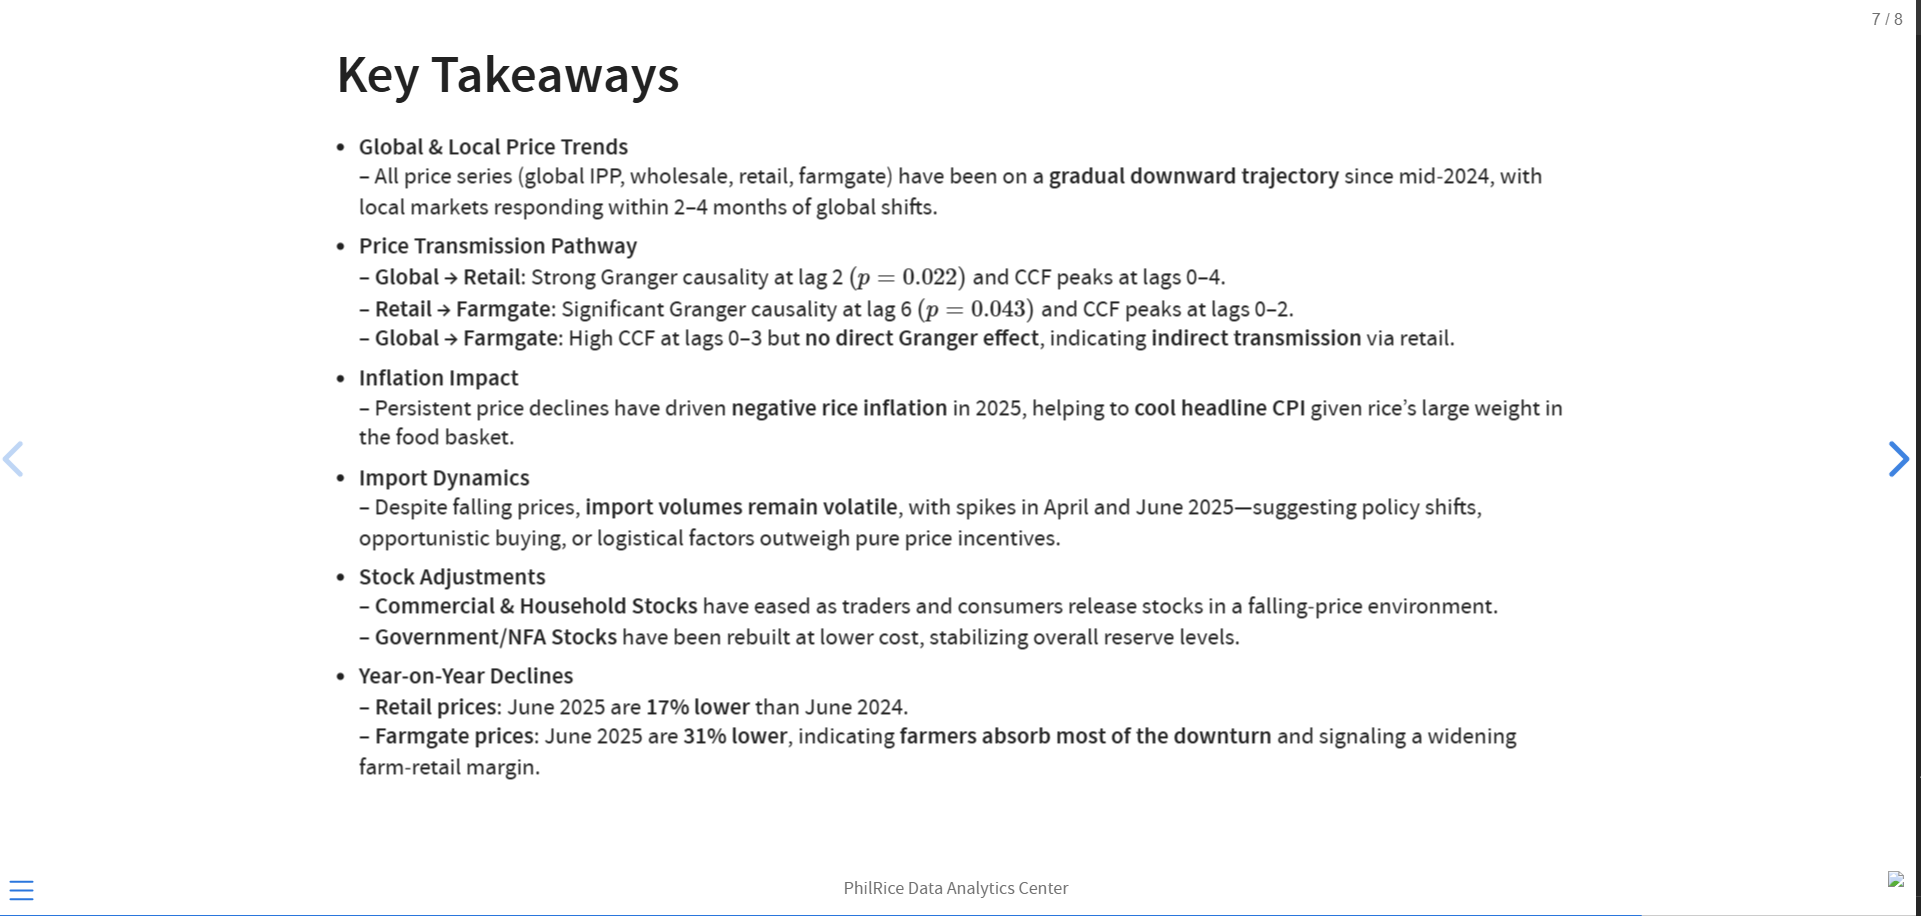 7 / 8
Key Takeaways
• Global & Local Price Trends
– All price series (global IPP, wholesale, retail, farmgate) have been on a gradual downward trajectory since mid-2024, with
local markets responding within 2–4 months of global shifts.
• Price Transmission Pathway
– Global → Retail: Strong Granger causality at lag 2 (p = 0.022) and CCF peaks at lags 0–4.
– Retail → Farmgate: Significant Granger causality at lag 6 (p = 0.043) and CCF peaks at lags 0–2.
– Global → Farmgate: High CCF at lags 0–3 but no direct Granger effect, indicating indirect transmission via retail.
• Inflation Impact
– Persistent price declines have driven negative rice inflation in 2025, helping to cool headline CPI given rice’s large weight in
the food basket.
• Import Dynamics
– Despite falling prices, import volumes remain volatile, with spikes in April and June 2025—suggesting policy shifts,
opportunistic buying, or logistical factors outweigh pure price incentives.
• Stock Adjustments
– Commercial & Household Stocks have eased as traders and consumers release stocks in a falling-price environment.
– Government/NFA Stocks have been rebuilt at lower cost, stabilizing overall reserve levels.
• Year-on-Year Declines
– Retail prices: June 2025 are 17% lower than June 2024.
– Farmgate prices: June 2025 are 31% lower, indicating farmers absorb most of the downturn and signaling a widening
farm-retail margin.
PhilRice Data Analytics Center